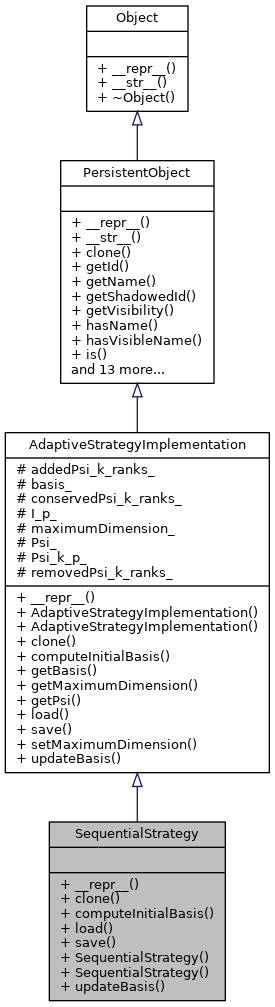 Object
+ __repr__()
+ __str__()
+ ~Object()
PersistentObject
+ __repr__()
+ __str__()
+ clone()
+ getId()
+ getName()
+ getShadowedId()
+ getVisibility()
+ hasName()
+ hasVisibleName()
+ is()
and 13 more...
AdaptiveStrategyImplementation
# addedPsi_k_ranks_
# basis_
# conservedPsi_k_ranks_
# I_p_
# maximumDimension_
# Psi_
# Psi_k_p_
# removedPsi_k_ranks_
+ __repr__()
+ AdaptiveStrategyImplementation()
+ AdaptiveStrategyImplementation()
+ clone()
+ computeInitialBasis()
+ getBasis()
+ getMaximumDimension()
+ getPsi()
+ load()
+ save()
+ setMaximumDimension()
+ updateBasis()
SequentialStrategy
+ __repr__()
+ clone()
+ computeInitialBasis()
+ load()
+ save()
+ SequentialStrategy()
+ SequentialStrategy()
+ updateBasis()